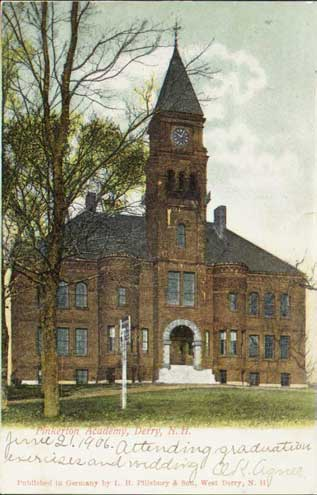 Pinkerton Academy, Derry, N.H.
June 21, 1906. Attending graduation
exercises and wedding
Published in Germany by L. H. Pillsbury & Son, West Derry, N. H.